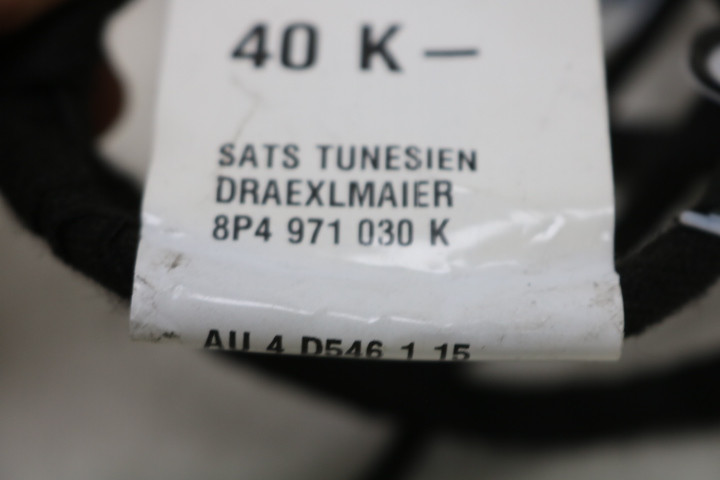 40 K —
SATS TUNESIEN
DRAEXLMAIER
8P4 971 030 K
AU 4 D546 1 15